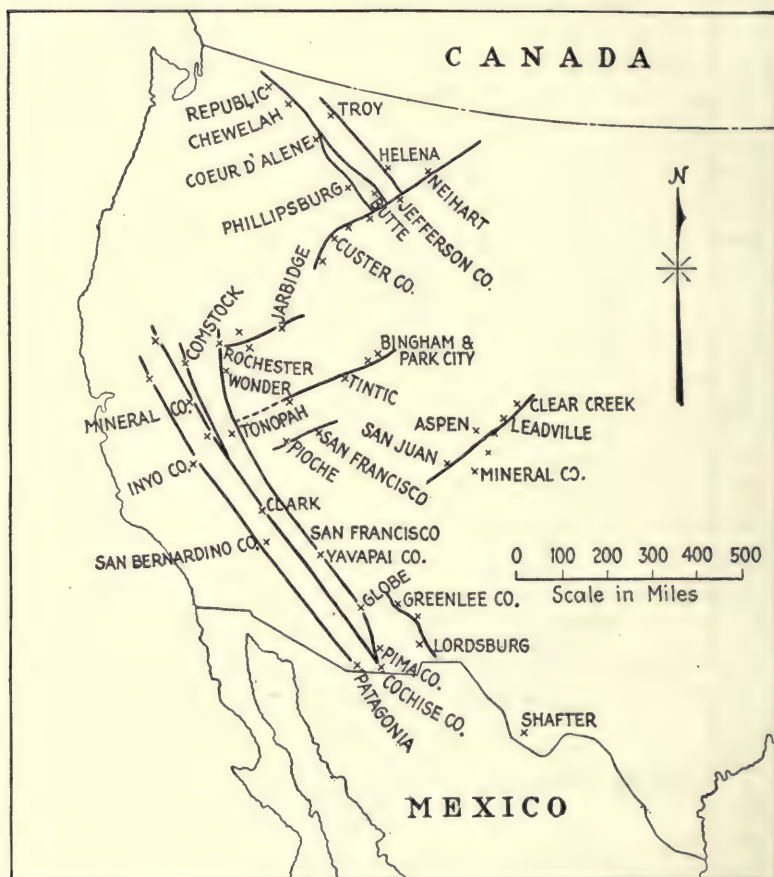 CANADA
REPUBLIC
CHEWELAH
TROY
COEUR D'ALENE
HELENA
NEIHART
N
PHILLIPSBURG
BUTTE
JEFFERSON CO.
CUSTER CO.
JARBIDGE
COMSTOCK
ROCHESTER
WONDER
BINGHAM &
PARK CITY
TINTIC
MINERAL CO.
TONOPAH
PIOCHE
SAN FRANCISCO
CLEAR CREEK
ASPEN
LEADVILLE
SAN JUAN
MINERAL CO.
INYO CO.
CLARK
SAN BERNARDINO CO.
SAN FRANCISCO
YAVAPAI CO.
0 100 200 300 400 500
Scale in Miles
GLOBE
GREENLEE CO.
LORDSBURG
PIMA CO.
COCHISE CO.
PATAGONIA
SHAFTER
MEXICO